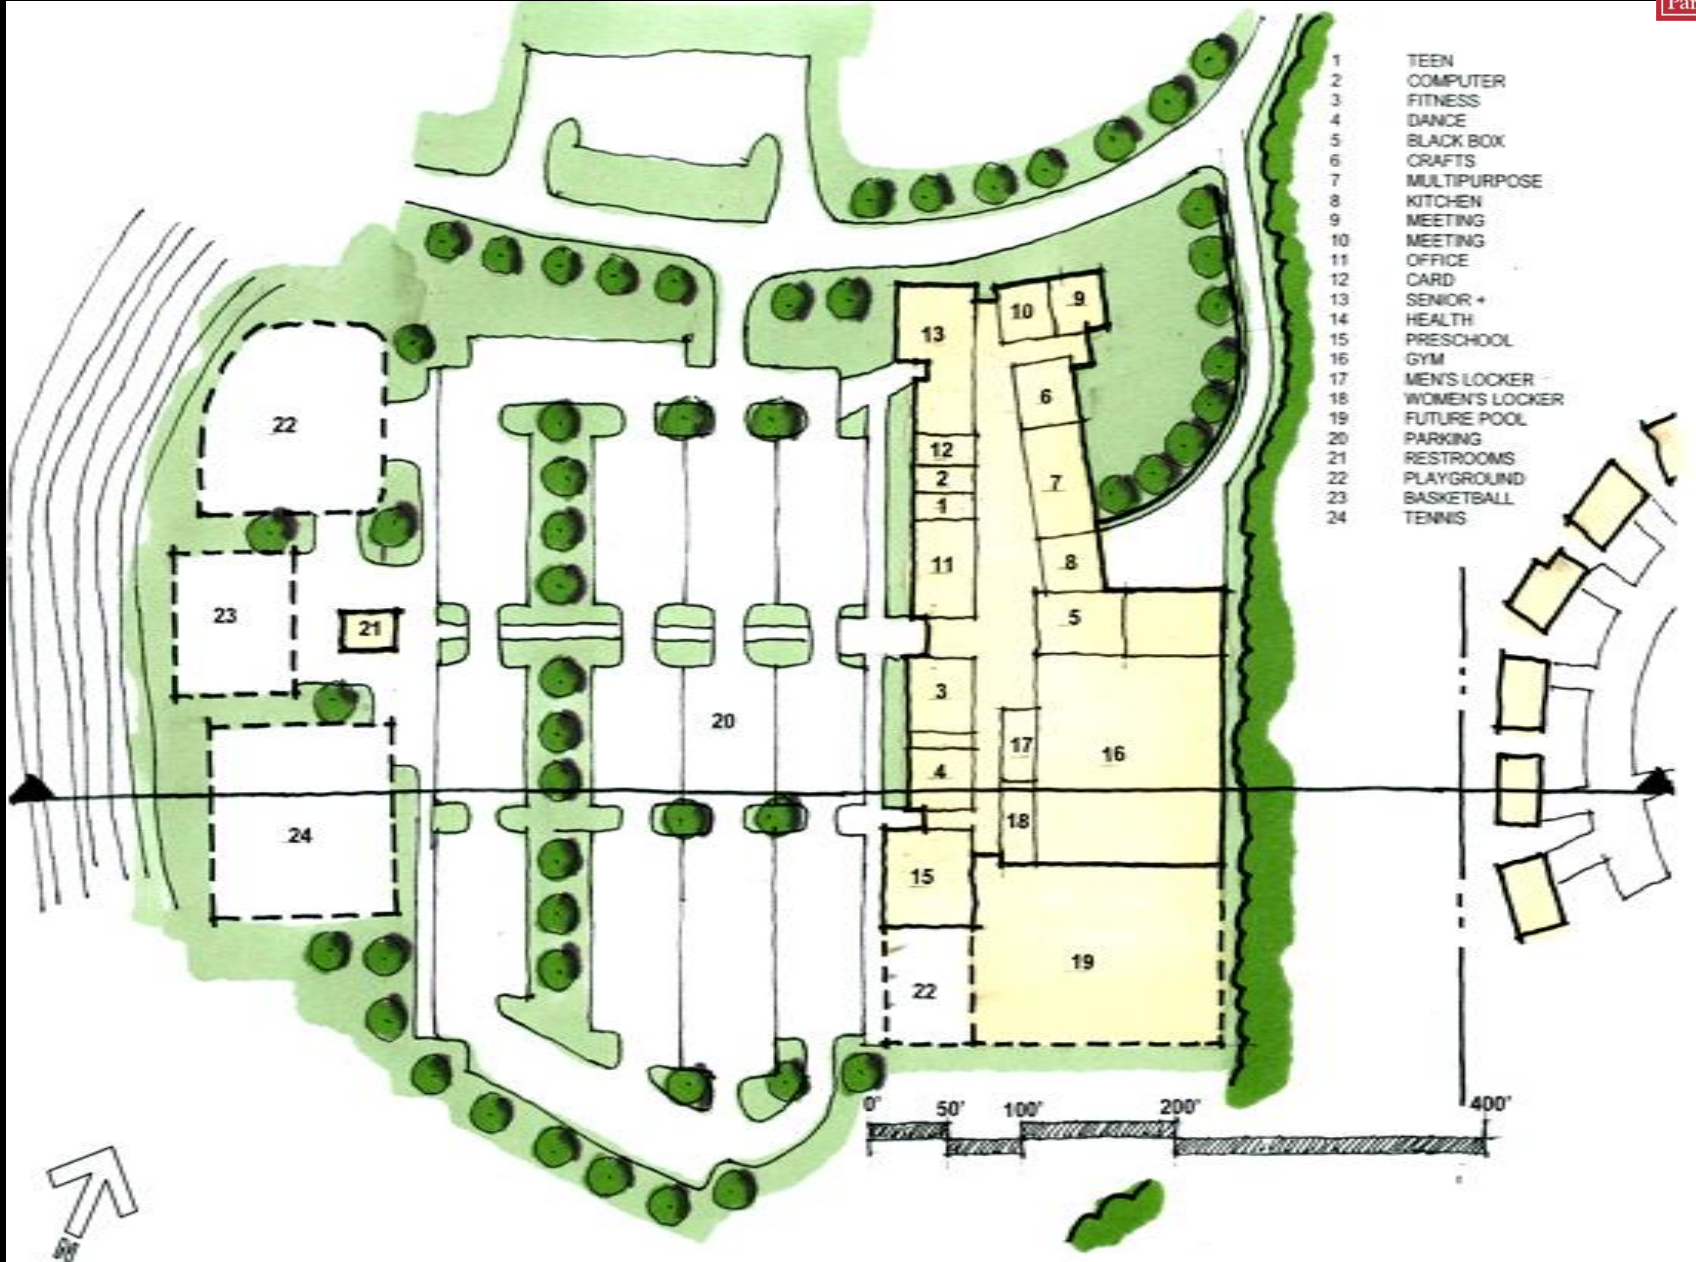 Par
1 TEEN
2 COMPUTER
3 FITNESS
4 DANCE
5 BLACK BOX
6 CRAFTS
7 MULTIPURPOSE
8 KITCHEN
9 MEETING
10 MEETING
11 OFFICE
12 CARD
13 SENIOR +
14 HEALTH
15 PRESCHOOL
16 GYM
17 MEN'S LOCKER
18 WOMEN'S LOCKER
19 FUTURE POOL
20 PARKING
21 RESTROOMS
22 PLAYGROUND
23 BASKETBALL
24 TENNIS
10 9
13
6
22
12
2
7
1
11
8
23
21
5
3
20
17
16
4
18
24
15
19
22
0' 50' 100' 200' 400'